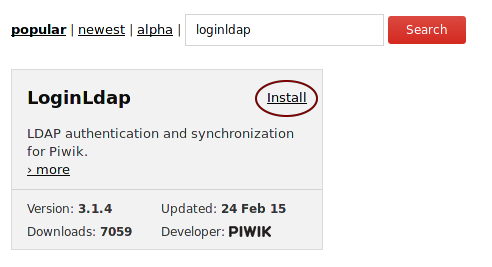 popular | newest | alpha | loginldap Search
LoginLdap Install
LDAP authentication and synchronization
for Piwik.
› more
Version: 3.1.4 Updated: 24 Feb 15
Downloads: 7059 Developer: PIWIK